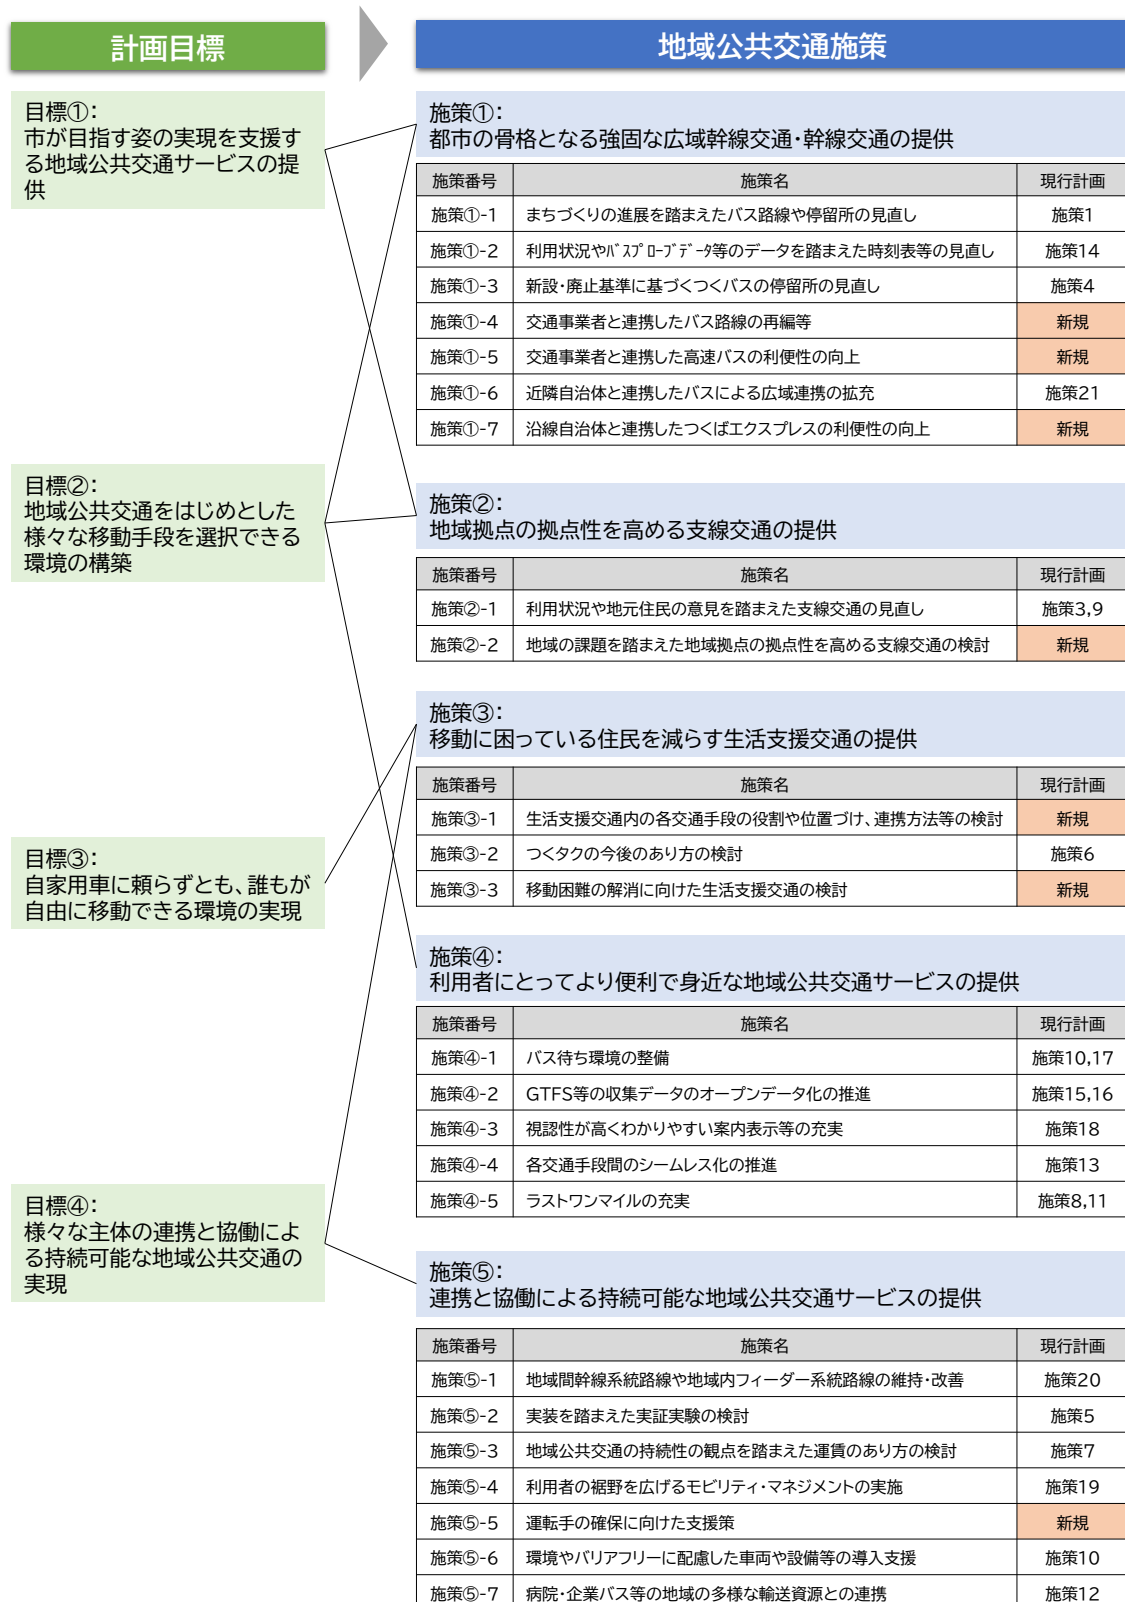 計画目標
地域公共交通施策
目標①：
市が目指す姿の実現を支援す
る地域公共交通サービスの提
供
施策①：
都市の骨格となる強固な広域幹線交通・幹線交通の提供
施策番号 施策名 現行計画
施策①-1 まちづくりの進展を踏まえたバス路線や停留所の見直し 施策1
施策①-2 利用状況やﾊﾞｽﾌﾟﾛｰﾌﾞﾃﾞｰﾀ等のデータを踏まえた時刻表等の見直し 施策14
施策①-3 新設・廃止基準に基づくつくバスの停留所の見直し 施策4
施策①-4 交通事業者と連携したバス路線の再編等 新規
施策①-5 交通事業者と連携した高速バスの利便性の向上 新規
施策①-6 近隣自治体と連携したバスによる広域連携の拡充 施策21
施策①-7 沿線自治体と連携したつくばエクスプレスの利便性の向上 新規
目標②：
地域公共交通をはじめとした
様々な移動手段を選択できる
環境の構築
施策②：
地域拠点の拠点性を高める支線交通の提供
施策番号 施策名 現行計画
施策②-1 利用状況や地元住民の意見を踏まえた支線交通の見直し 施策3,9
施策②-2 地域の課題を踏まえた地域拠点の拠点性を高める支線交通の検討 新規
施策③：
移動に困っている住民を減らす生活支援交通の提供
施策番号 施策名 現行計画
施策③-1 生活支援交通内の各交通手段の役割や位置づけ、連携方法等の検討 新規
施策③-2 つくタクの今後のあり方の検討 施策6
施策③-3 移動困難の解消に向けた生活支援交通の検討 新規
目標③：
自家用車に頼らずとも、誰もが
自由に移動できる環境の実現
施策④：
利用者にとってより便利で身近な地域公共交通サービスの提供
施策番号 施策名 現行計画
施策④-1 バス待ち環境の整備 施策10,17
施策④-2 GTFS等の収集データのオープンデータ化の推進 施策15,16
施策④-3 視認性が高くわかりやすい案内表示等の充実 施策18
施策④-4 各交通手段間のシームレス化の推進 施策13
施策④-5 ラストワンマイルの充実 施策8,11
目標④：
様々な主体の連携と協働によ
る持続可能な地域公共交通の
実現
施策⑤：
連携と協働による持続可能な地域公共交通サービスの提供
施策番号 施策名 現行計画
施策⑤-1 地域間幹線系統路線や地域内フィーダー系統路線の維持・改善 施策20
施策⑤-2 実装を踏まえた実証実験の検討 施策5
施策⑤-3 地域公共交通の持続性の観点を踏まえた運賃のあり方の検討 施策7
施策⑤-4 利用者の裾野を広げるモビリティ・マネジメントの実施 施策19
施策⑤-5 運転手の確保に向けた支援策 新規
施策⑤-6 環境やバリアフリーに配慮した車両や設備等の導入支援 施策10
施策⑤-7 病院・企業バス等の地域の多様な輸送資源との連携 施策12